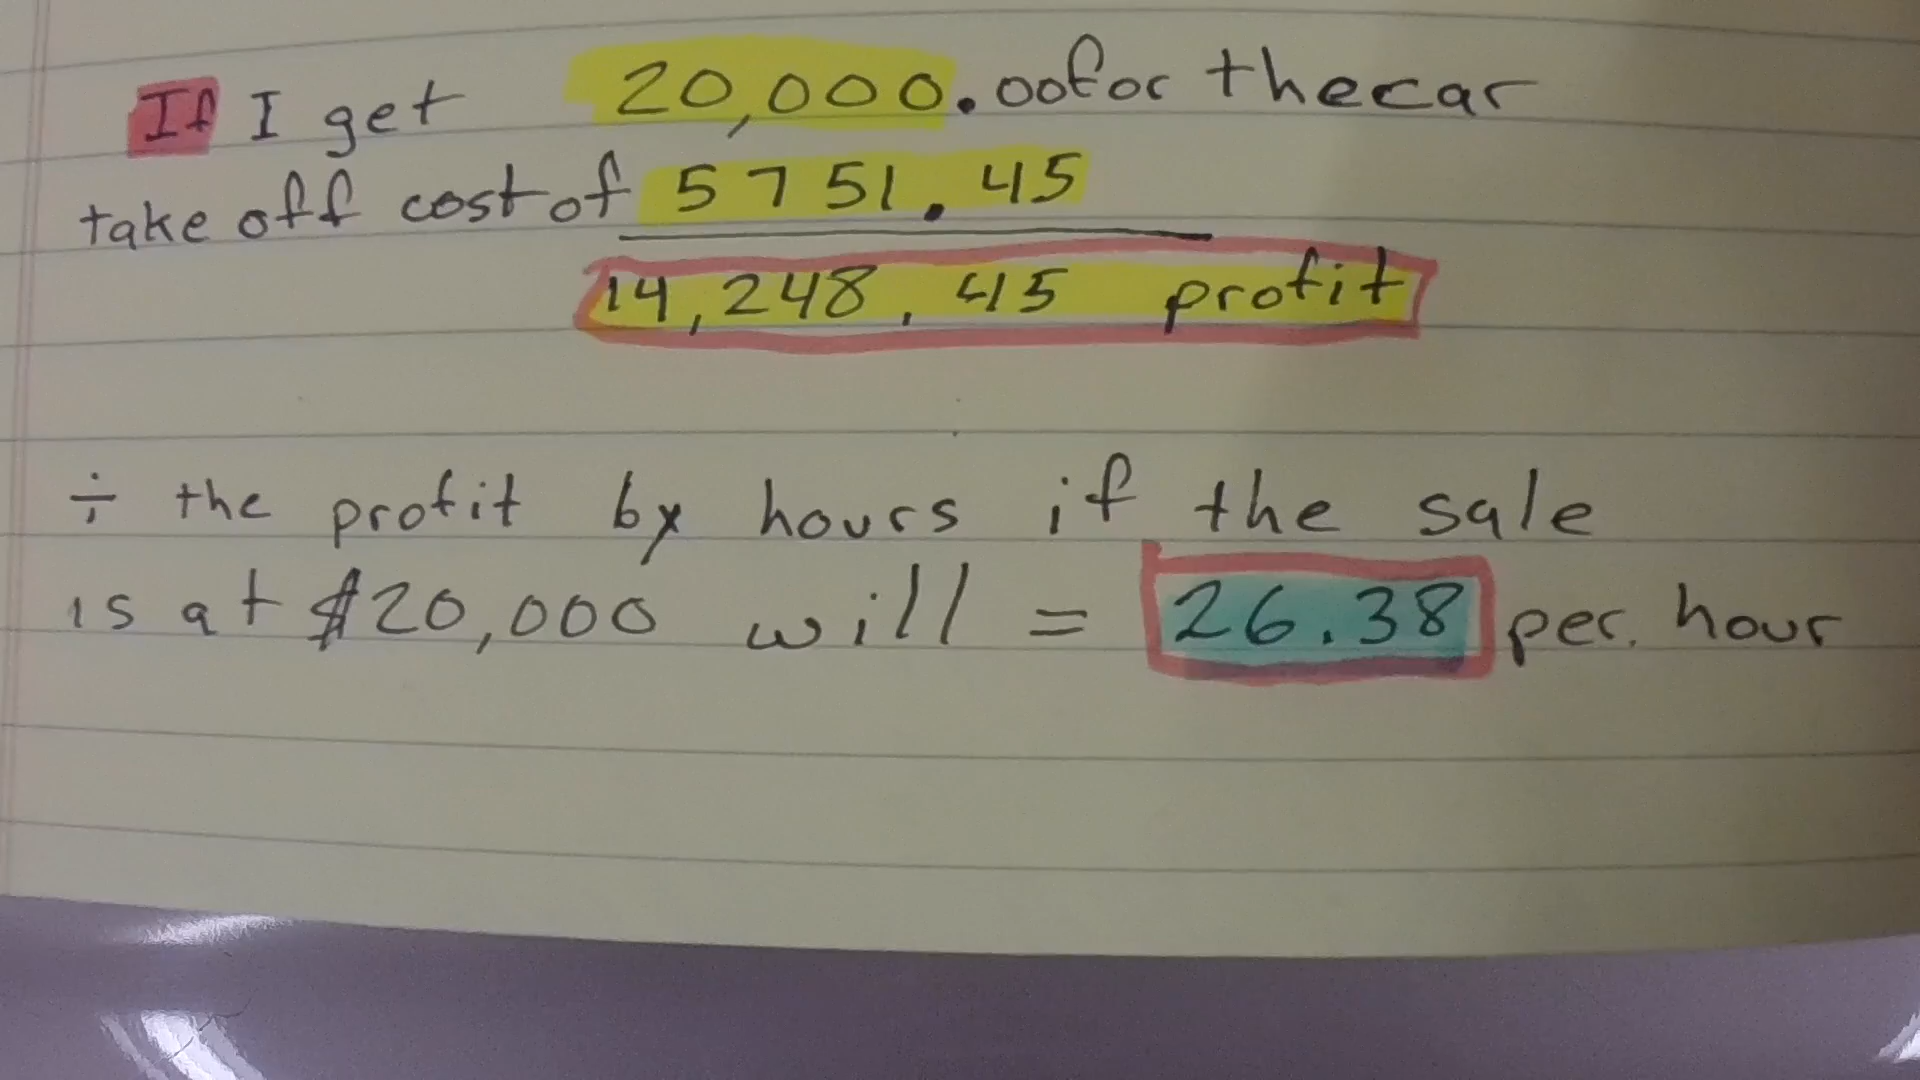 If I get 20,000.00 for the car
take off cost of 5751.45
14,248.45 profit
÷ the profit by hours if the sale
is at $20,000 will = 26.38 per. hour